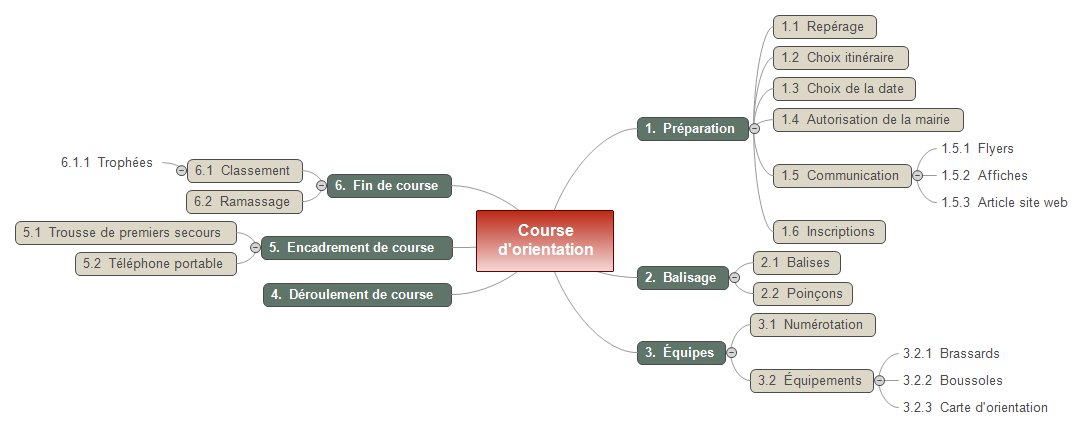 Course
d'orientation
1. Préparation
1.1 Repérage
1.2 Choix itinéraire
1.3 Choix de la date
1.4 Autorisation de la mairie
1.5 Communication
1.5.1 Flyers
1.5.2 Affiches
1.5.3 Article site web
1.6 Inscriptions
2. Balisage
2.1 Balises
2.2 Poinçons
3. Équipes
3.1 Numérotation
3.2 Équipements
3.2.1 Brassards
3.2.2 Boussoles
3.2.3 Carte d'orientation
4. Déroulement de course
5. Encadrement de course
5.1 Trousse de premiers secours
5.2 Téléphone portable
6. Fin de course
6.1 Classement
6.1.1 Trophées
6.2 Ramassage